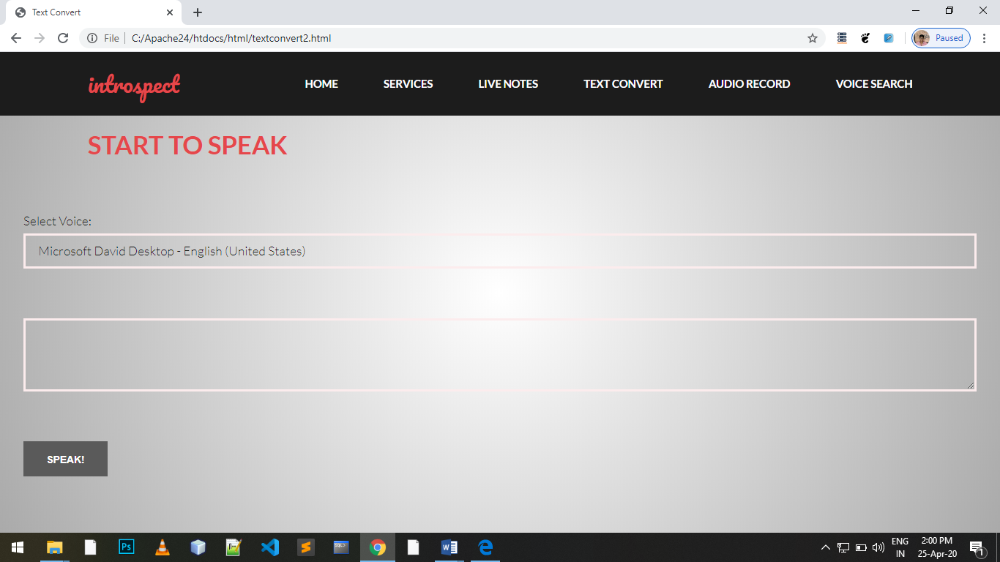 Text Convert
File
C:/Apache24/htdocs/html/textconvert2.html
Paused
introspect
HOME
SERVICES
LIVE NOTES
TEXT CONVERT
AUDIO RECORD
VOICE SEARCH
START TO SPEAK
Select Voice:
Microsoft David Desktop - English (United States)
SPEAK!
Ps
SQL>
ENG
IN
2:00 PM
25-Apr-20
1